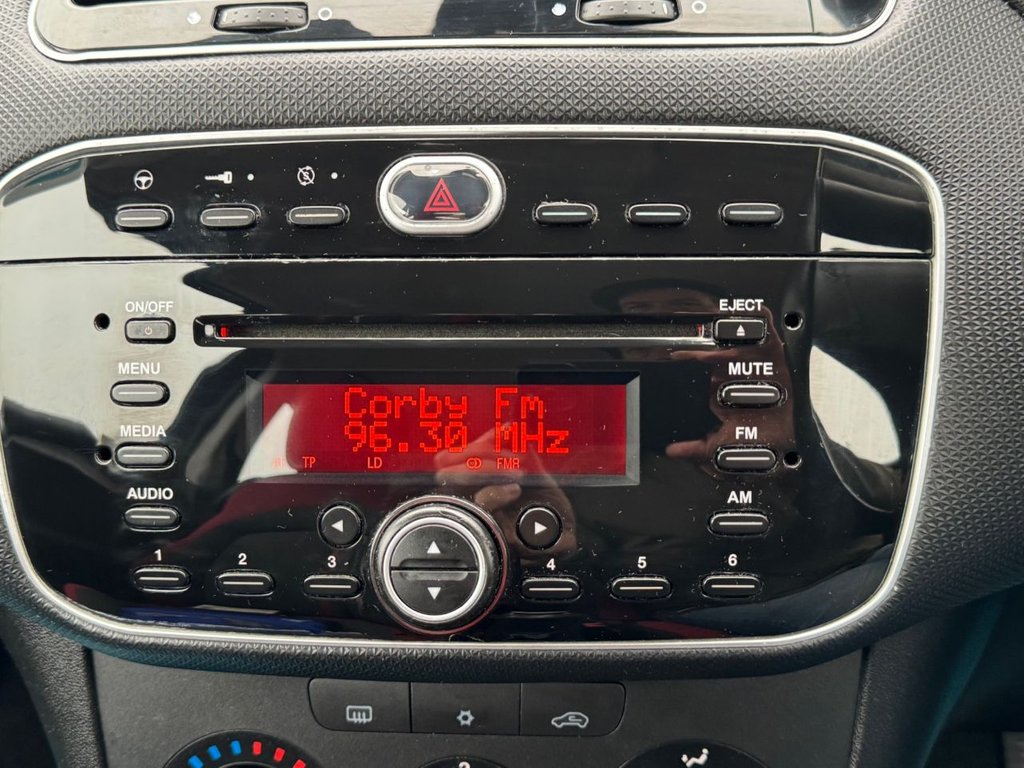 ON/OFF
EJECT
MENU
MUTE
Corby Fm
96.30 MHz
MEDIA
FM
TP LD FMA
AUDIO
AM
1 2 3 4 5 6